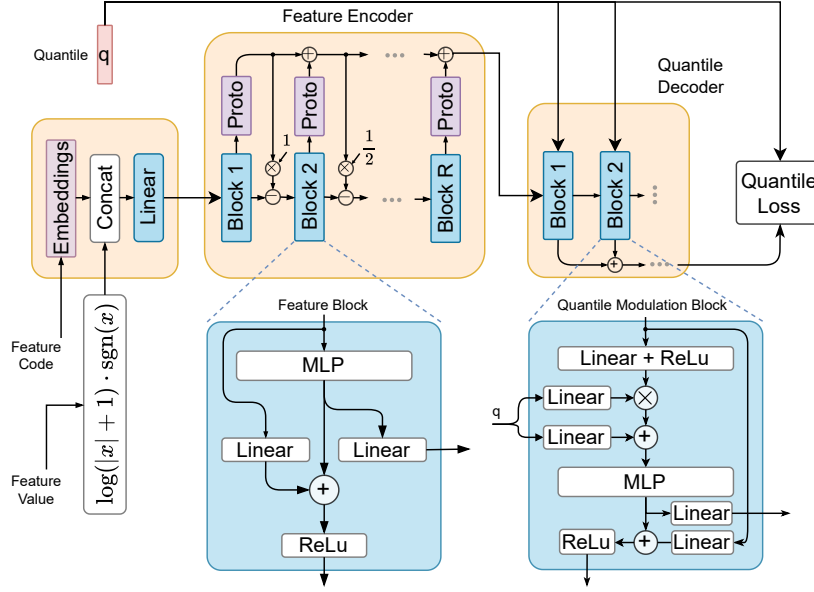 Feature Encoder
Quantile
q
Quantile
Decoder
Proto
Proto
Proto
1
1/2
Embeddings
Concat
Linear
Block 1
Block 2
...
Block R
...
Block 1
Block 2
...
...
Quantile
Loss
Feature
Code
Feature
Value
log(|x| + 1) · sgn(x)
Feature Block
MLP
Linear
Linear
+
ReLu
Quantile Modulation Block
Linear + ReLu
q
Linear
×
Linear
+
MLP
Linear
ReLu
+
Linear